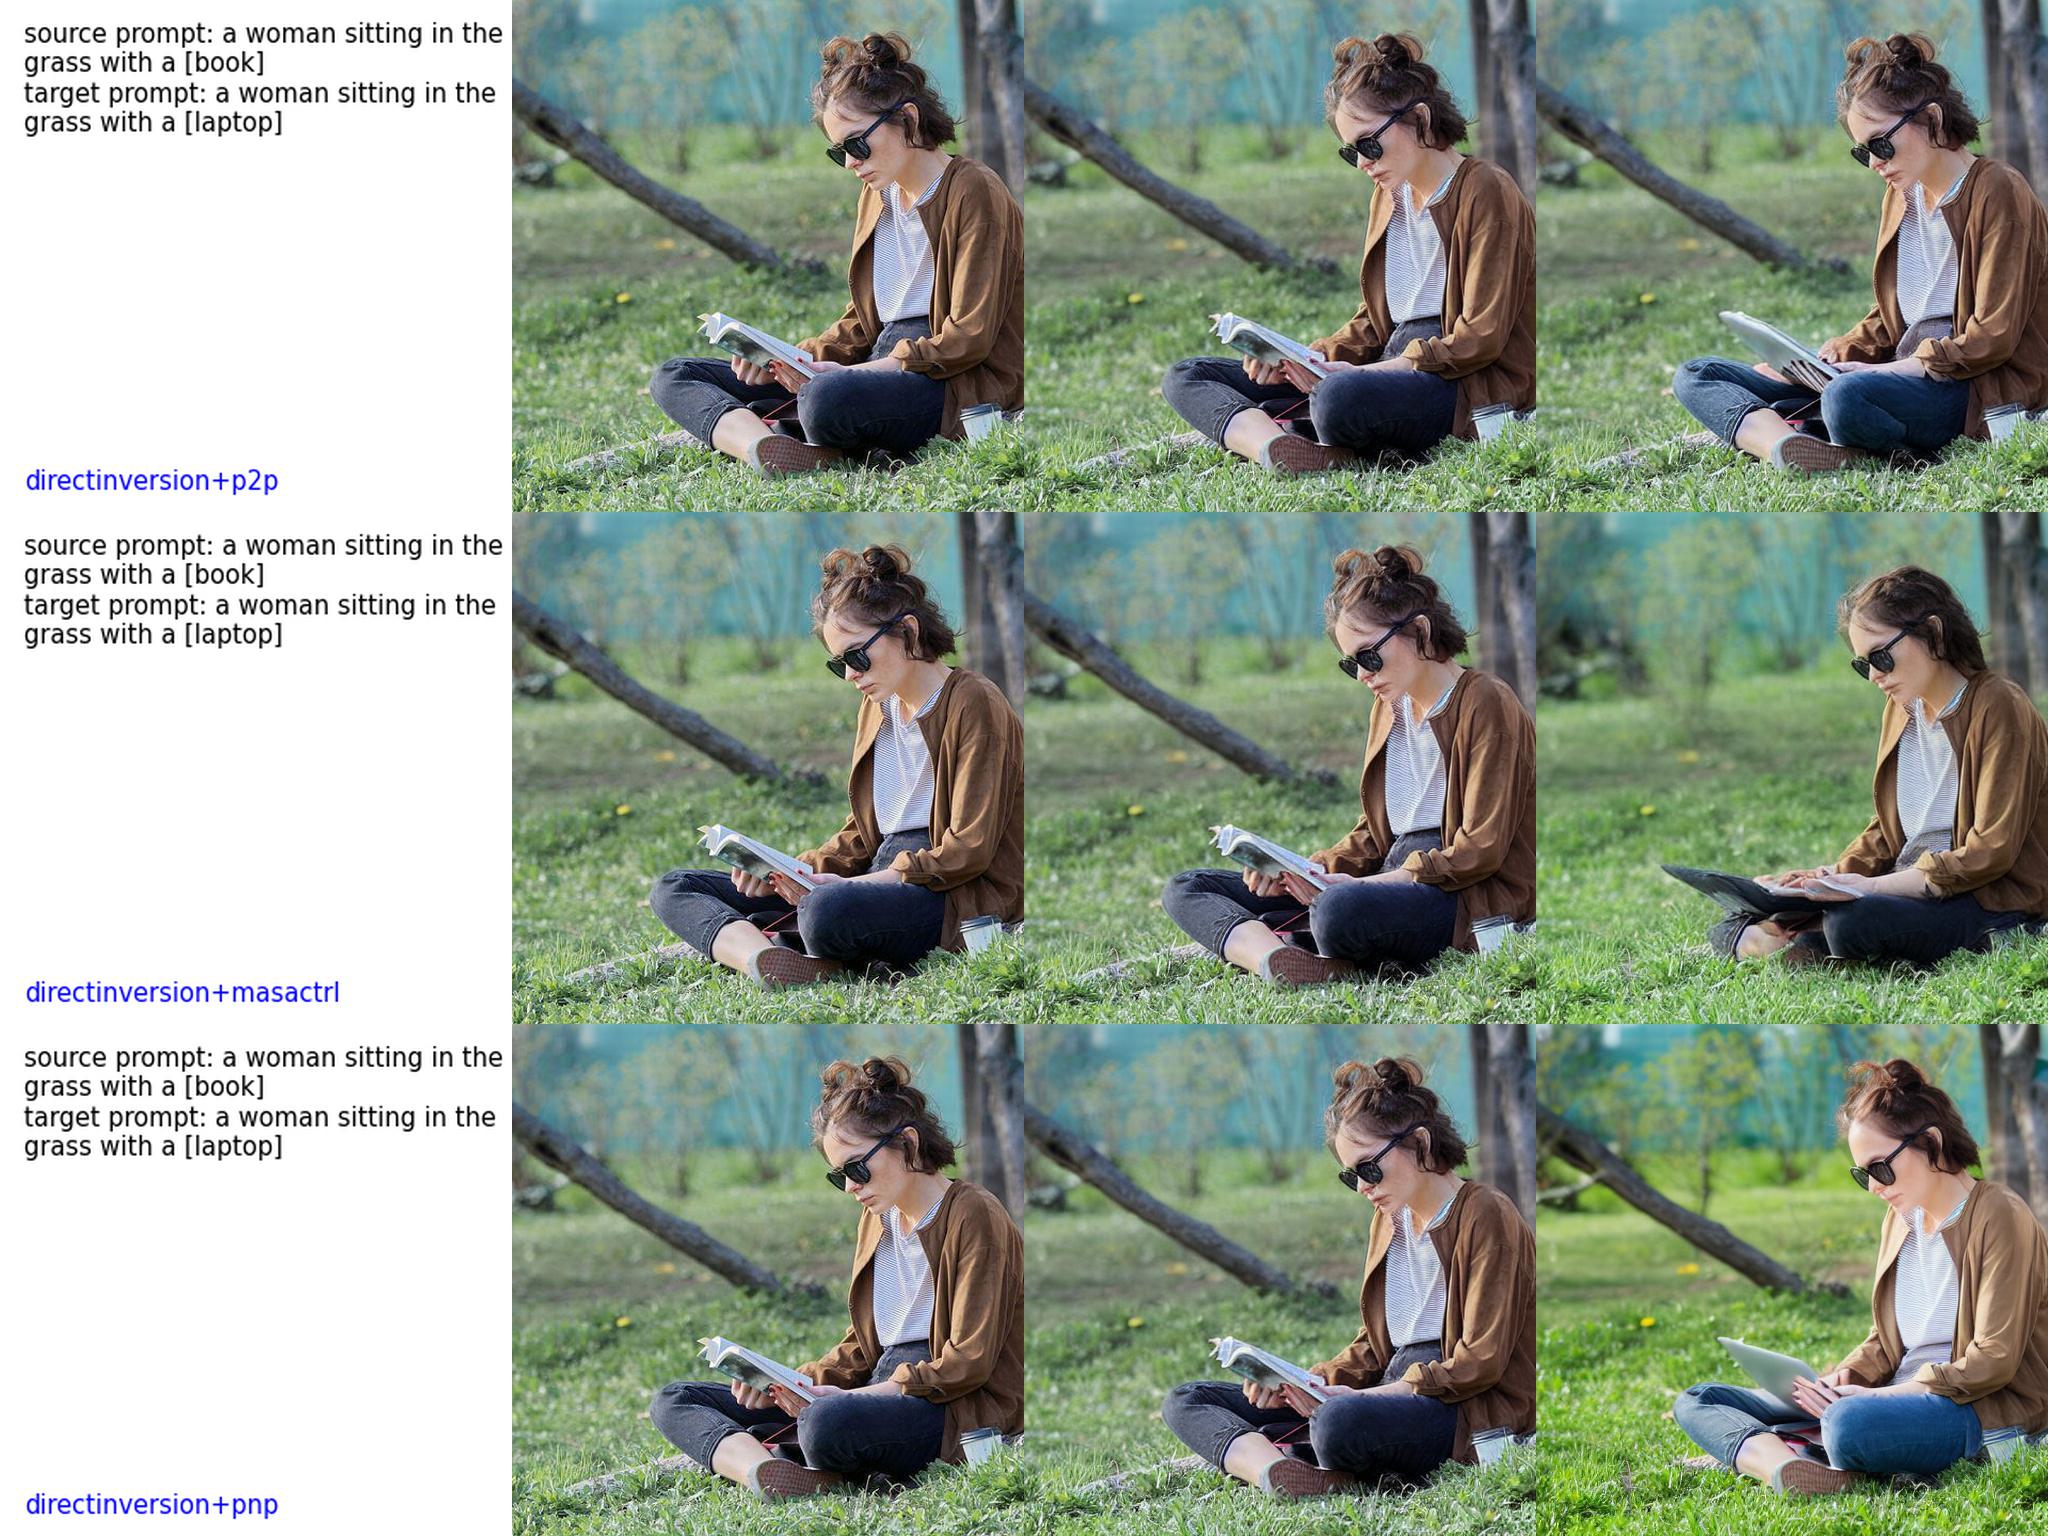 source prompt: a woman sitting in the
grass with a [book]
target prompt: a woman sitting in the
grass with a [laptop]
directinversion+p2p
source prompt: a woman sitting in the
grass with a [book]
target prompt: a woman sitting in the
grass with a [laptop]
directinversion+masactrl
source prompt: a woman sitting in the
grass with a [book]
target prompt: a woman sitting in the
grass with a [laptop]
directinversion+pnp